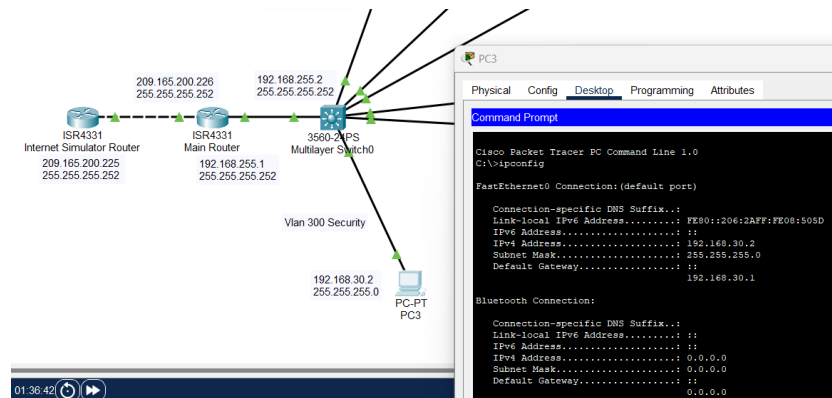 209.165.200.226
255.255.255.252
192.168.255.2
255.255.255.252
ISR4331
Internet Simulator Router
209.165.200.225
255.255.255.252
ISR4331
Main Router
192.168.255.1
255.255.255.252
3560-24PS
Multilayer Switch0
Vlan 300 Security
192.168.30.2
255.255.255.0
PC-PT
PC3
01:36:42
PC3
Physical Config Desktop Programming Attributes
Command Prompt
Cisco Packet Tracer PC Command Line 1.0
C:\>ipconfig
FastEthernet0 Connection:(default port)
Connection-specific DNS Suffix..:
Link-local IPv6 Address.........: FE80::206:2AFF:FE08:505D
IPv6 Address....................: ::
IPv4 Address....................: 192.168.30.2
Subnet Mask.....................: 255.255.255.0
Default Gateway.................: ::
192.168.30.1
Bluetooth Connection:
Connection-specific DNS Suffix..:
Link-local IPv6 Address.........: ::
IPv6 Address....................: ::
IPv4 Address....................: 0.0.0.0
Subnet Mask.....................: 0.0.0.0
Default Gateway.................: ::
0.0.0.0